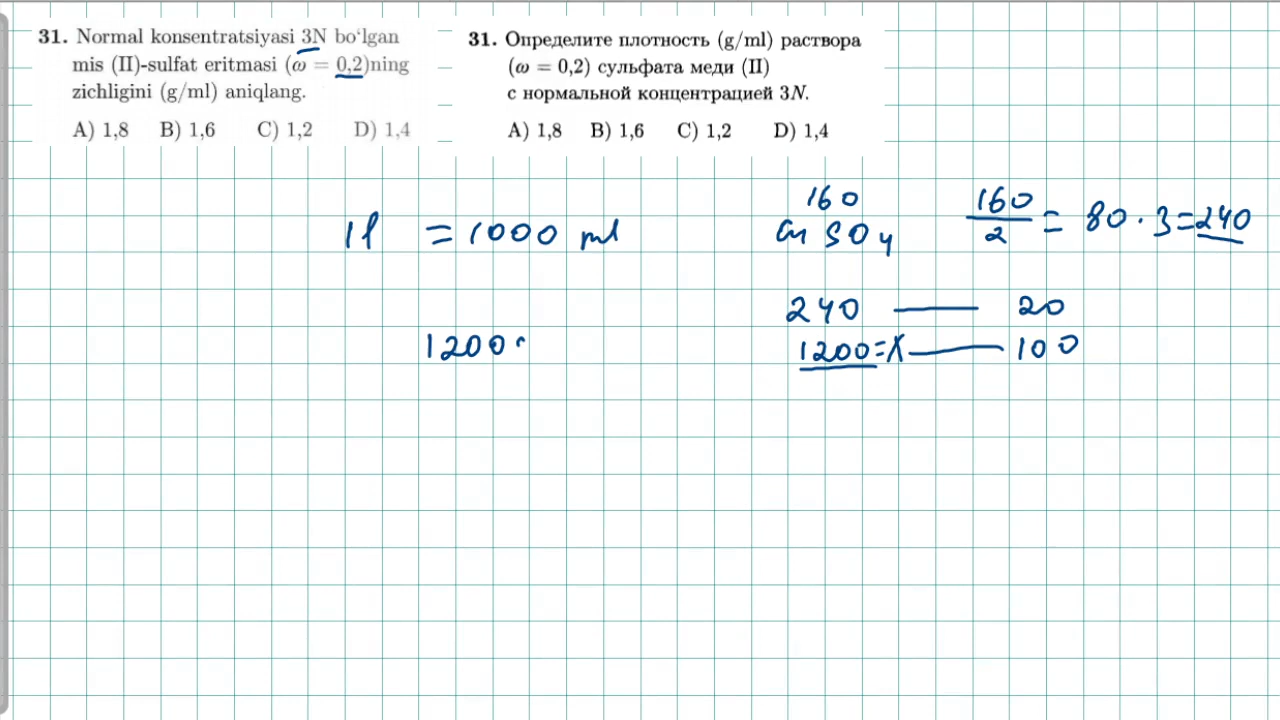 31. Normal konsentratsiyasi 3N bo‘lgan
mis (II)-sulfat eritmasi (ω = 0,2)ning
zichligini (g/ml) aniqlang.
A) 1,8 B) 1,6 C) 1,2 D) 1,4
31. Определите плотность (g/ml) раствора
(ω = 0,2) сульфата меди (II)
с нормальной концентрацией 3N.
A) 1,8 B) 1,6 C) 1,2 D) 1,4
1l = 1000 ml
160
CuSO4
160/2 = 80 · 3 = 240
240 — 20
1200 = x — 100
1200